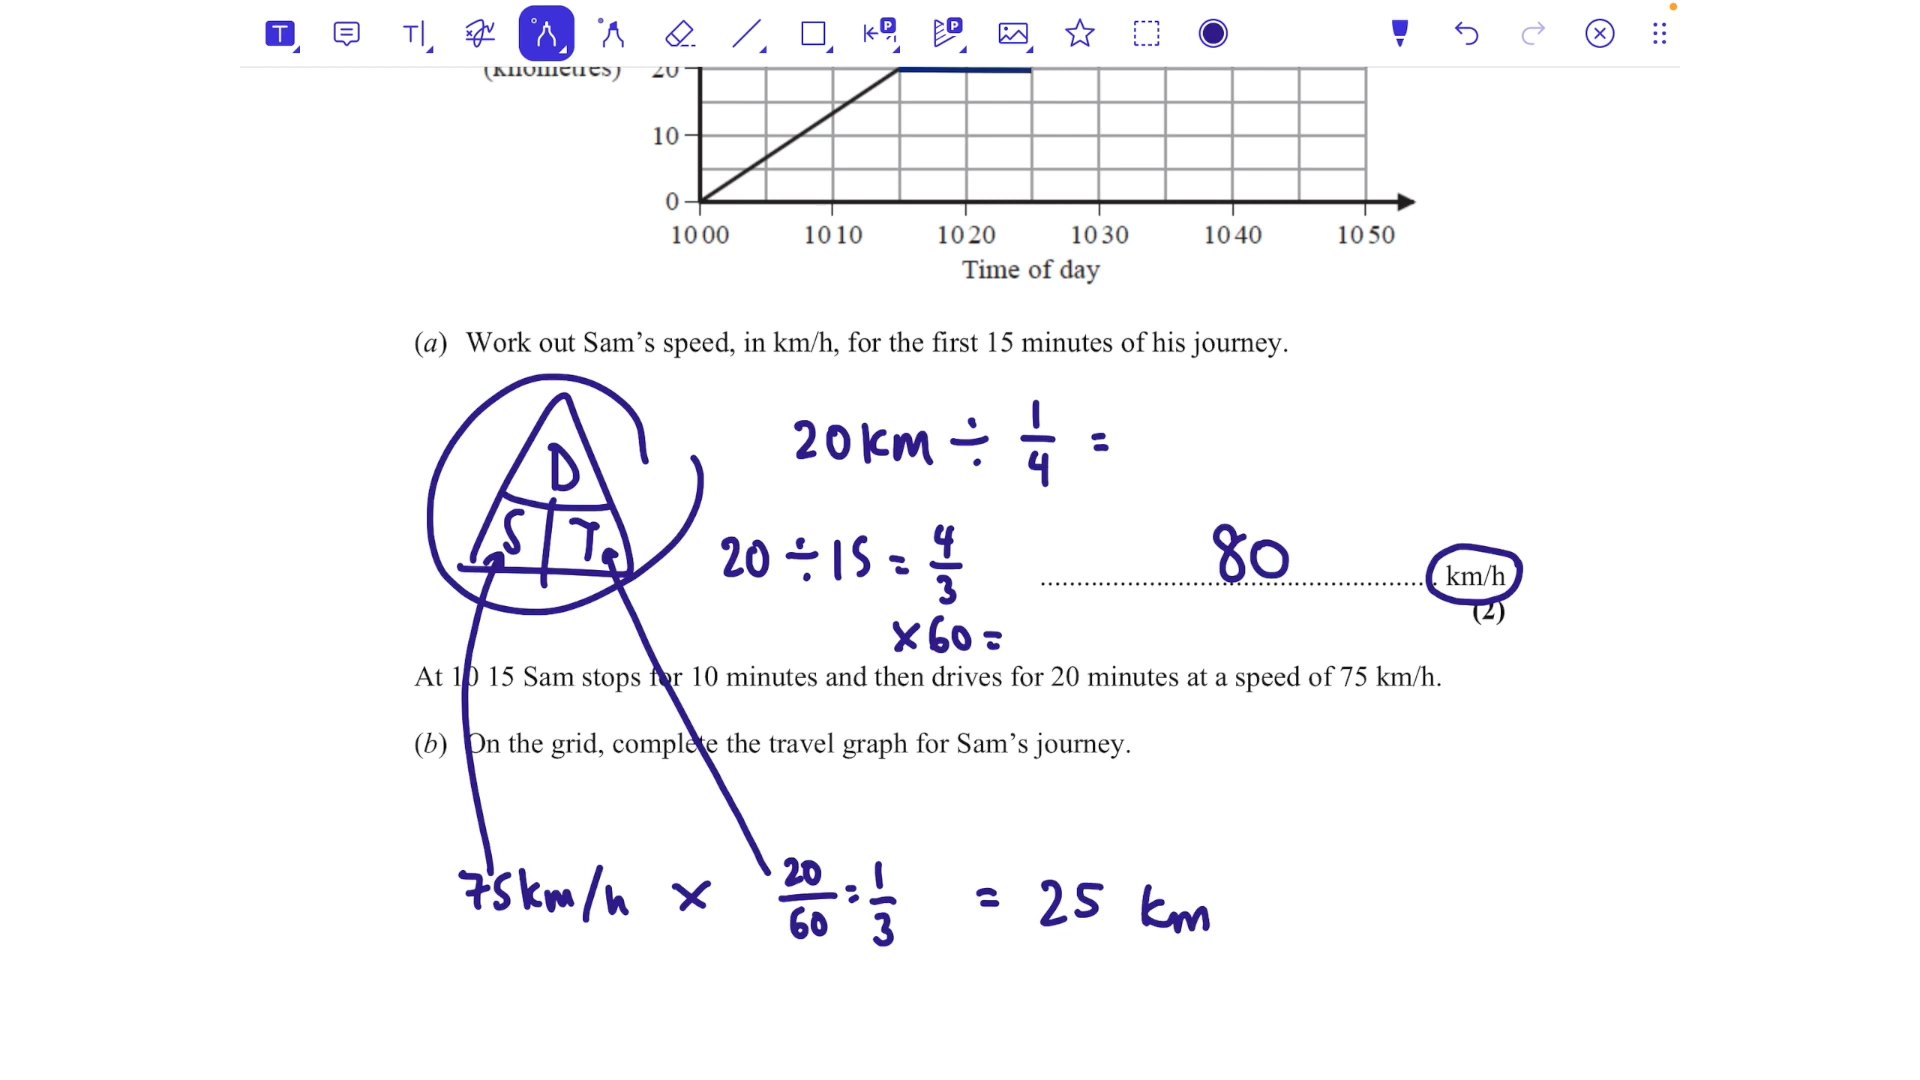 (kilometres) 20
10
0
10 00 10 10 10 20 10 30 10 40 10 50
Time of day
(a) Work out Sam's speed, in km/h, for the first 15 minutes of his journey.
D
S T
20km ÷ 1/4 =
20 ÷ 15 = 4/3
×60 =
80
km/h
(2)
At 10 15 Sam stops for 10 minutes and then drives for 20 minutes at a speed of 75 km/h.
(b) On the grid, complete the travel graph for Sam's journey.
75km/h × 20/60 = 1/3 = 25 km